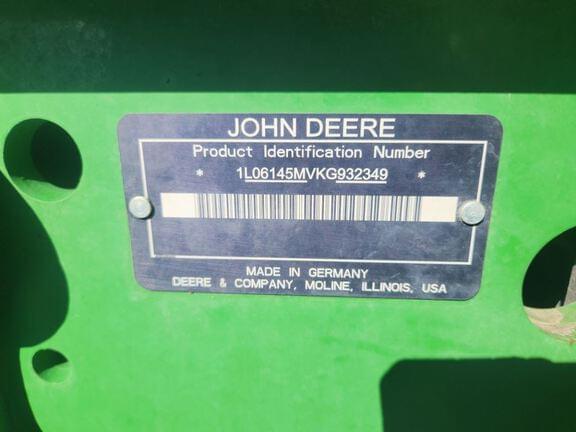 JOHN DEERE
Product Identification Number
* 1L06145MVKG932349 *
MADE IN GERMANY
DEERE & COMPANY, MOLINE, ILLINOIS, USA